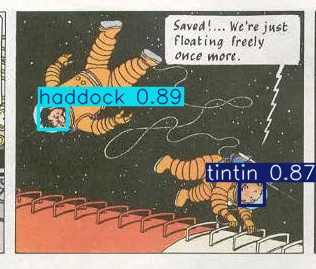 Saved!... We're just
floating freely
once more.
haddock 0.89
tintin 0.87